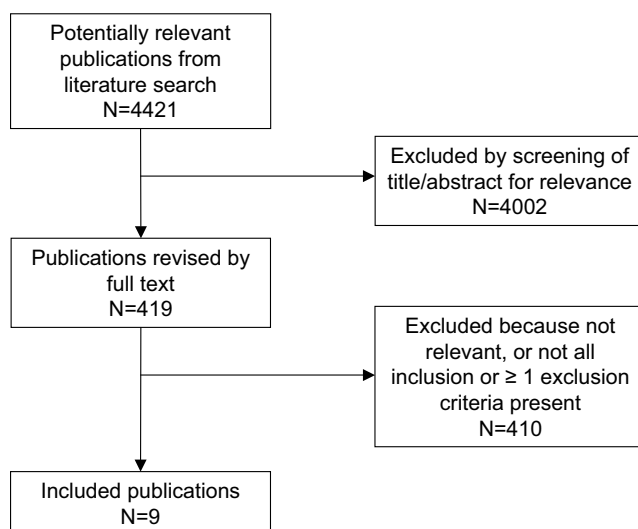 Potentially relevant
publications from
literature search
N=4421
Excluded by screening of
title/abstract for relevance
N=4002
Publications revised by
full text
N=419
Excluded because not
relevant, or not all
inclusion or ≥ 1 exclusion
criteria present
N=410
Included publications
N=9